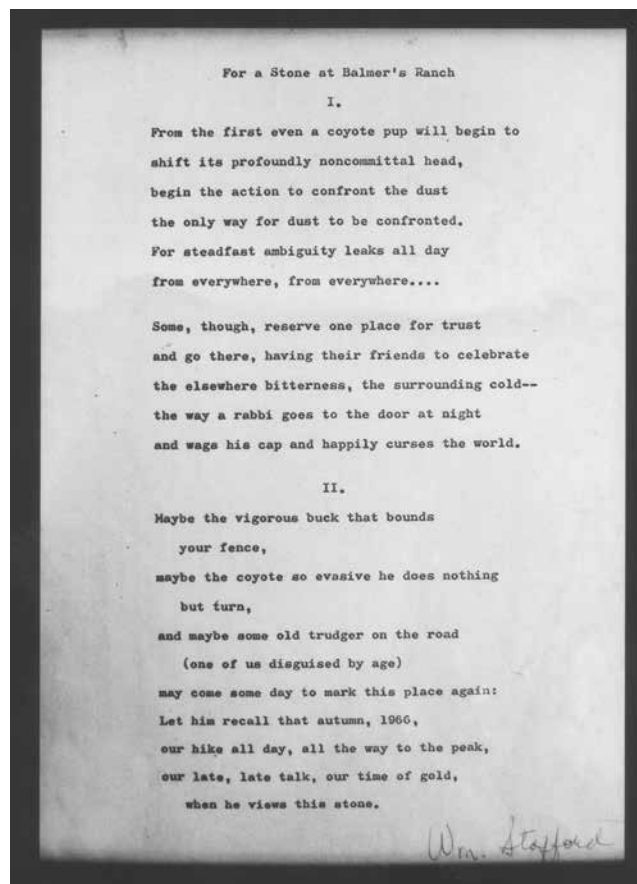 For a Stone at Balmer's Ranch
I.
From the first even a coyote pup will begin to
shift its profoundly noncommittal head,
begin the action to confront the dust
the only way for dust to be confronted.
For steadfast ambiguity leaks all day
from everywhere, from everywhere....
Some, though, reserve one place for trust
and go there, having their friends to celebrate
the elsewhere bitterness, the surrounding cold--
the way a rabbi goes to the door at night
and wags his cap and happily curses the world.
II.
Maybe the vigorous buck that bounds
your fence,
maybe the coyote so evasive he does nothing
but turn,
and maybe some old trudger on the road
(one of us disguised by age)
may come some day to mark this place again:
Let him recall that autumn, 1966,
our hike all day, all the way to the peak,
our late, late talk, our time of gold,
when he views this stone.
Wm. Stafford